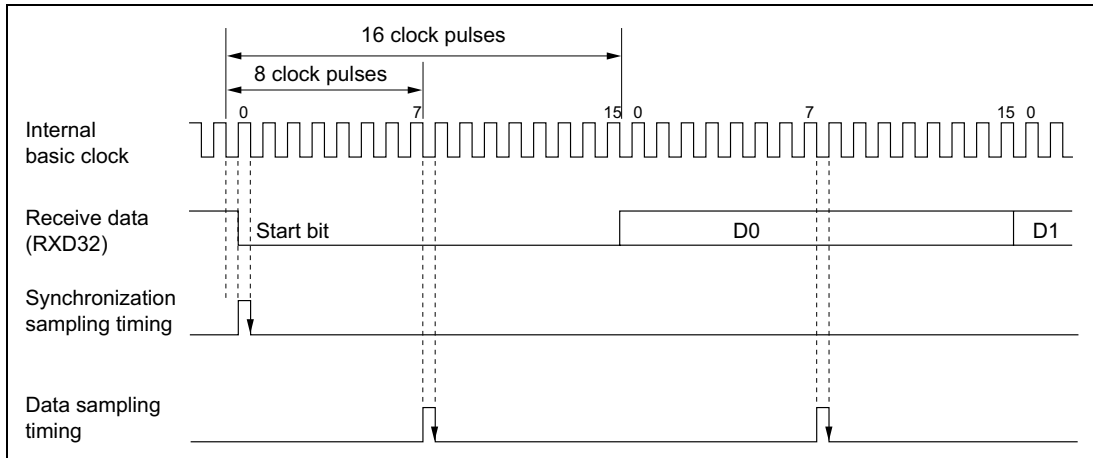 16 clock pulses
8 clock pulses
0 7 15 0 7 15 0
Internal
basic clock
Receive data
(RXD32)
Start bit D0 D1
Synchronization
sampling timing
Data sampling
timing